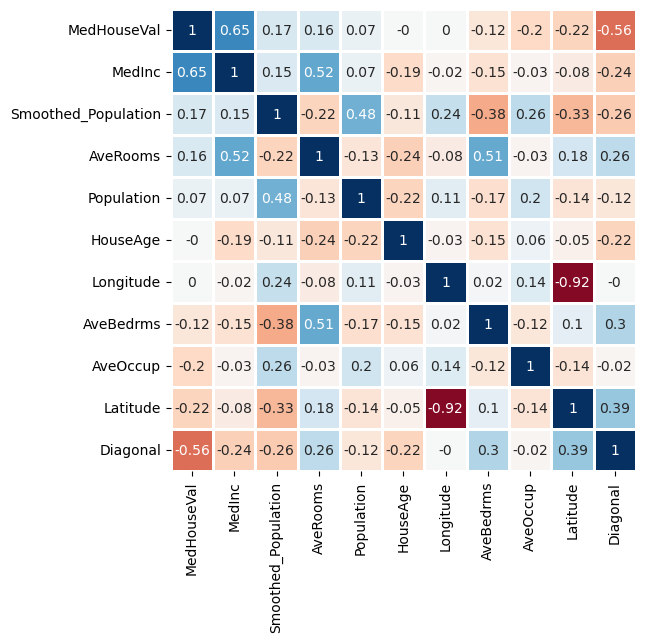 MedHouseVal 1 0.65 0.17 0.16 0.07 -0 0 -0.12 -0.2 -0.22 -0.56
MedInc 0.65 1 0.15 0.52 0.07 -0.19 -0.02 -0.15 -0.03 -0.08 -0.24
Smoothed_Population 0.17 0.15 1 -0.22 0.48 -0.11 0.24 -0.38 0.26 -0.33 -0.26
AveRooms 0.16 0.52 -0.22 1 -0.13 -0.24 -0.08 0.51 -0.03 0.18 0.26
Population 0.07 0.07 0.48 -0.13 1 -0.22 0.11 -0.17 0.2 -0.14 -0.12
HouseAge -0 -0.19 -0.11 -0.24 -0.22 1 -0.03 -0.15 0.06 -0.05 -0.22
Longitude 0 -0.02 0.24 -0.08 0.11 -0.03 1 0.02 0.14 -0.92 -0
AveBedrms -0.12 -0.15 -0.38 0.51 -0.17 -0.15 0.02 1 -0.12 0.1 0.3
AveOccup -0.2 -0.03 0.26 -0.03 0.2 0.06 0.14 -0.12 1 -0.14 -0.02
Latitude -0.22 -0.08 -0.33 0.18 -0.14 -0.05 -0.92 0.1 -0.14 1 0.39
Diagonal -0.56 -0.24 -0.26 0.26 -0.12 -0.22 -0 0.3 -0.02 0.39 1
MedHouseVal
MedInc
Smoothed_Population
AveRooms
Population
HouseAge
Longitude
AveBedrms
AveOccup
Latitude
Diagonal